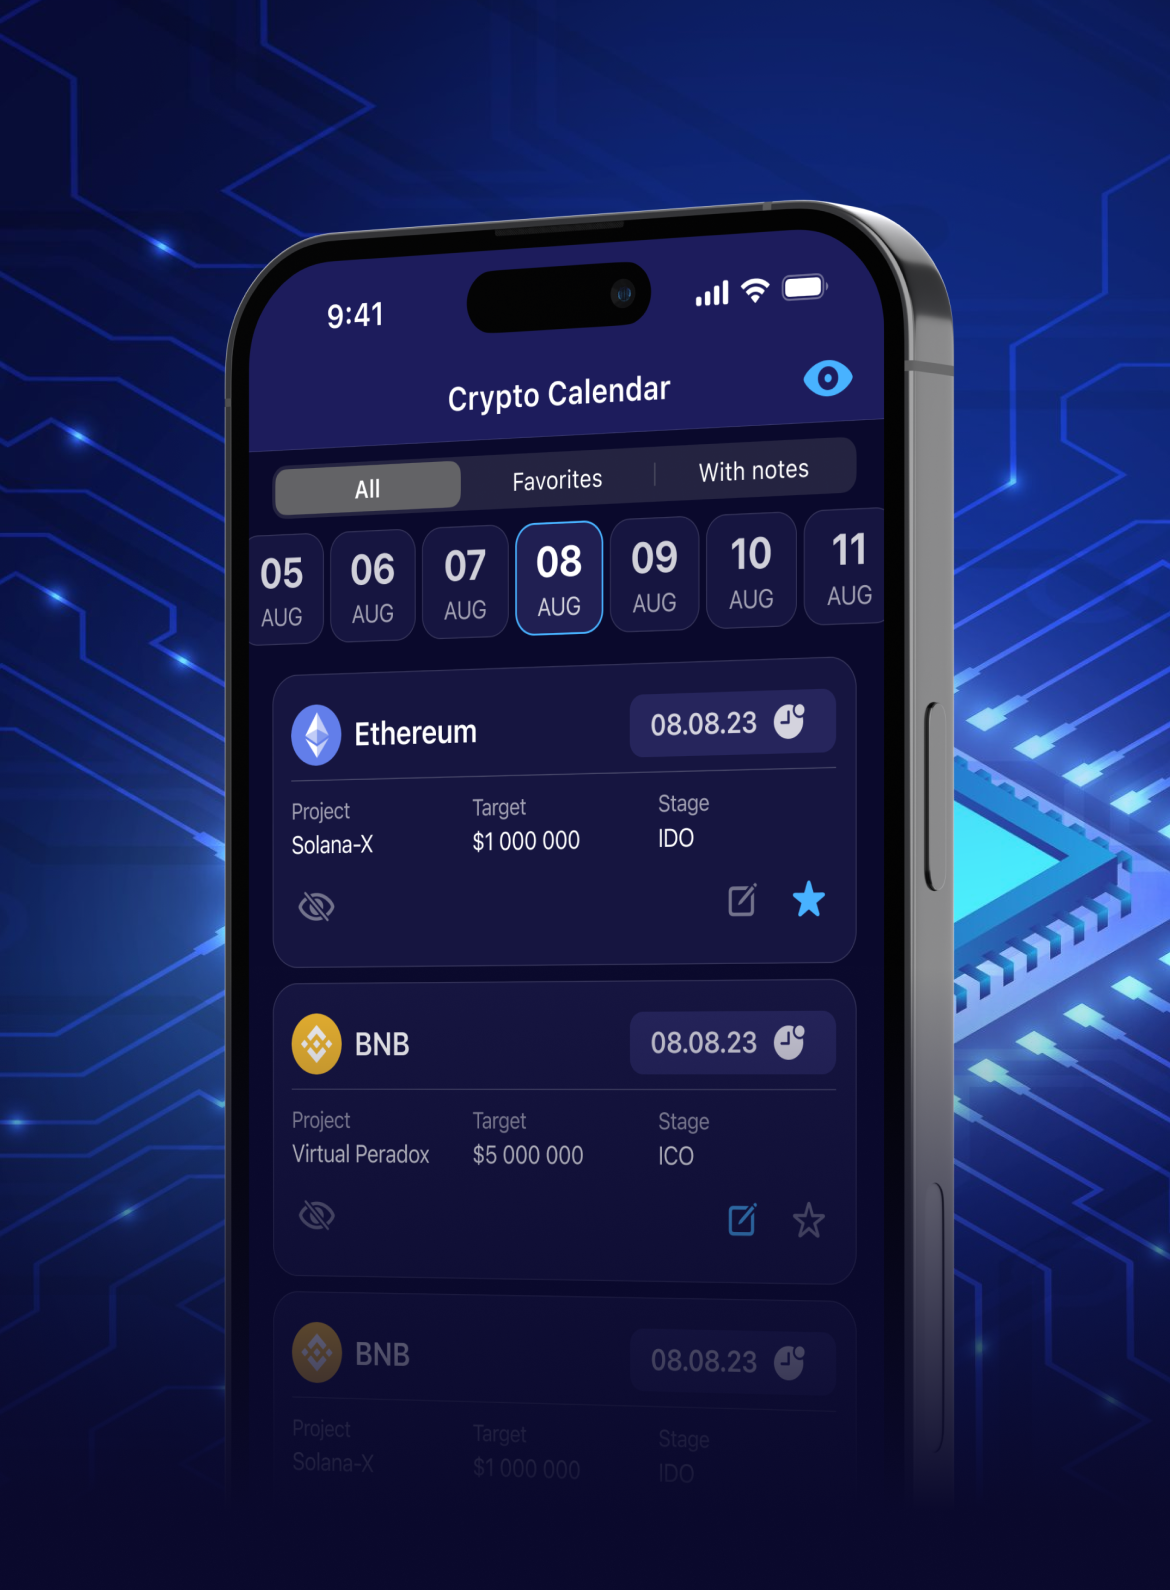 9:41
Crypto Calendar
All Favorites With notes
05 06 07 08 09 10 11
AUG AUG AUG AUG AUG AUG AUG
Ethereum 08.08.23
Project Target Stage
Solana-X $1 000 000 IDO
BNB 08.08.23
Project Target Stage
Virtual Peradox $5 000 000 ICO
BNB 08.08.23
Project Target Stage
Solana-X $1 000 000 IDO